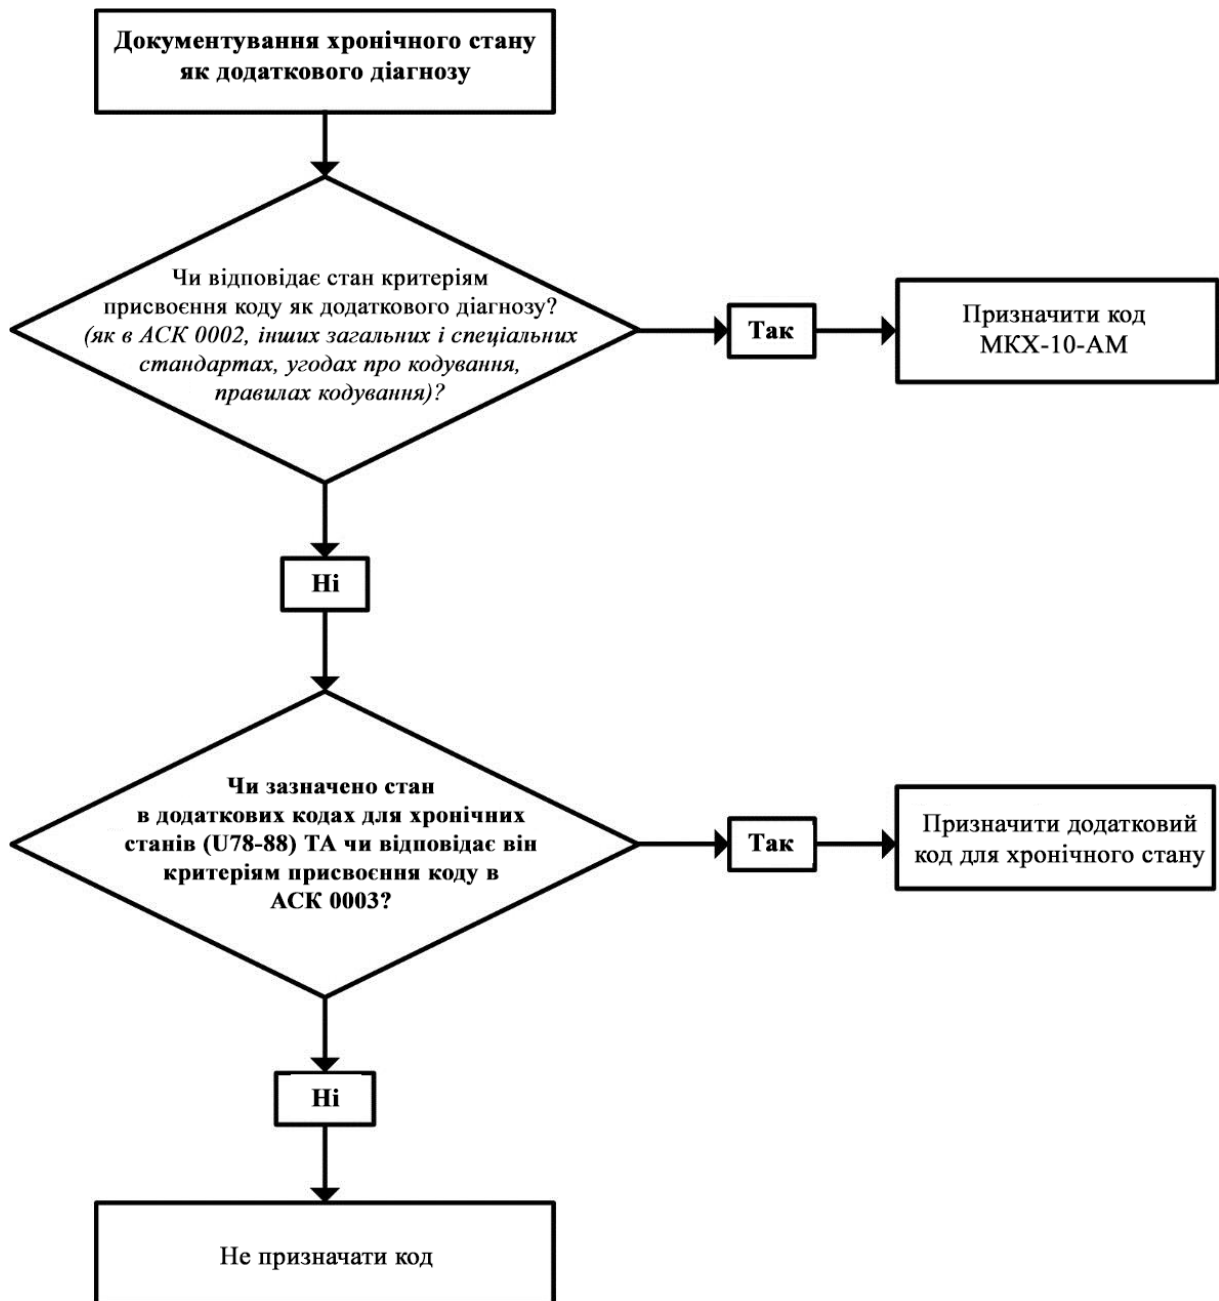 Документування хронічного стану
як додаткового діагнозу
Чи відповідає стан критеріям
присвоєння коду як додаткового діагнозу?
(як в АСК 0002, інших загальних і спеціальних
стандартах, угодах про кодування,
правилах кодування)?
Так
Призначити код
МКХ-10-АМ
Ні
Чи зазначено стан
в додаткових кодах для хронічних
станів (U78-88) ТА чи відповідає він
критеріям присвоєння коду в
АСК 0003?
Так
Призначити додатковий
код для хронічного стану
Ні
Не призначати код